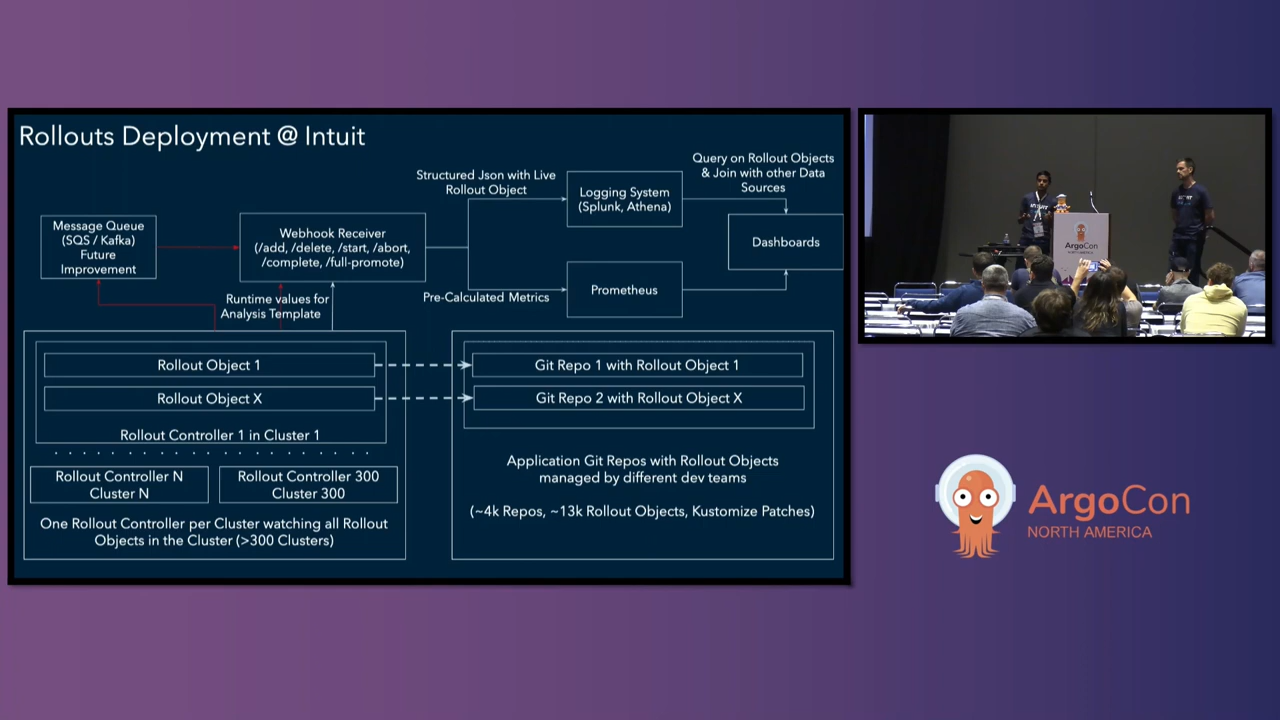 Rollouts Deployment @ Intuit
Message Queue
(SQS / Kafka)
Future
Improvement
Webhook Receiver
(/add, /delete, /start, /abort,
/complete, /full-promote)
Runtime values for
Analysis Template
Structured Json with Live
Rollout Object
Pre-Calculated Metrics
Logging System
(Splunk, Athena)
Prometheus
Query on Rollout Objects
& Join with other Data
Sources
Dashboards
Rollout Object 1
Rollout Object X
Rollout Controller 1 in Cluster 1
Rollout Controller N
Cluster N
Rollout Controller 300
Cluster 300
One Rollout Controller per Cluster watching all Rollout
Objects in the Cluster (>300 Clusters)
Git Repo 1 with Rollout Object 1
Git Repo 2 with Rollout Object X
Application Git Repos with Rollout Objects
managed by different dev teams
(~4k Repos, ~13k Rollout Objects, Kustomize Patches)
ArgoCon
ArgoCon
NORTH AMERICA